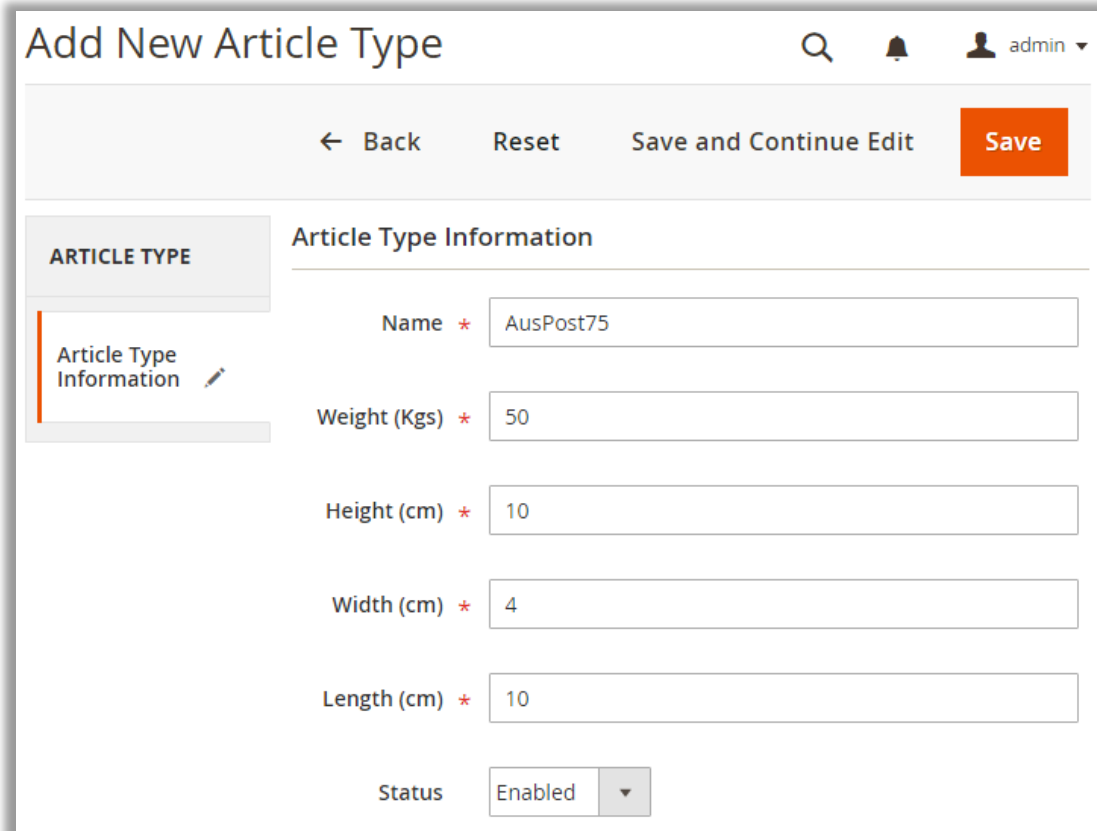 Add New Article Type
admin
← Back Reset Save and Continue Edit Save
ARTICLE TYPE
Article Type
Information
Article Type Information
Name * AusPost75
Weight (Kgs) * 50
Height (cm) * 10
Width (cm) * 4
Length (cm) * 10
Status Enabled